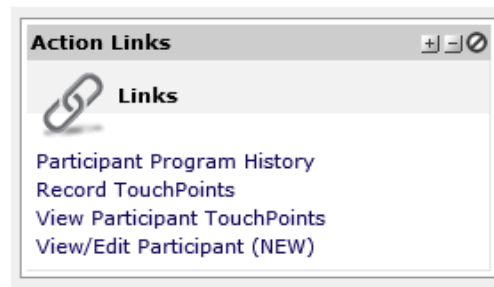 Action Links
Links
Participant Program History
Record TouchPoints
View Participant TouchPoints
View/Edit Participant (NEW)